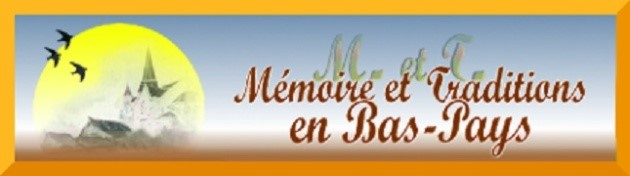 M. et T.
Mémoire et Traditions
en Bas-Pays